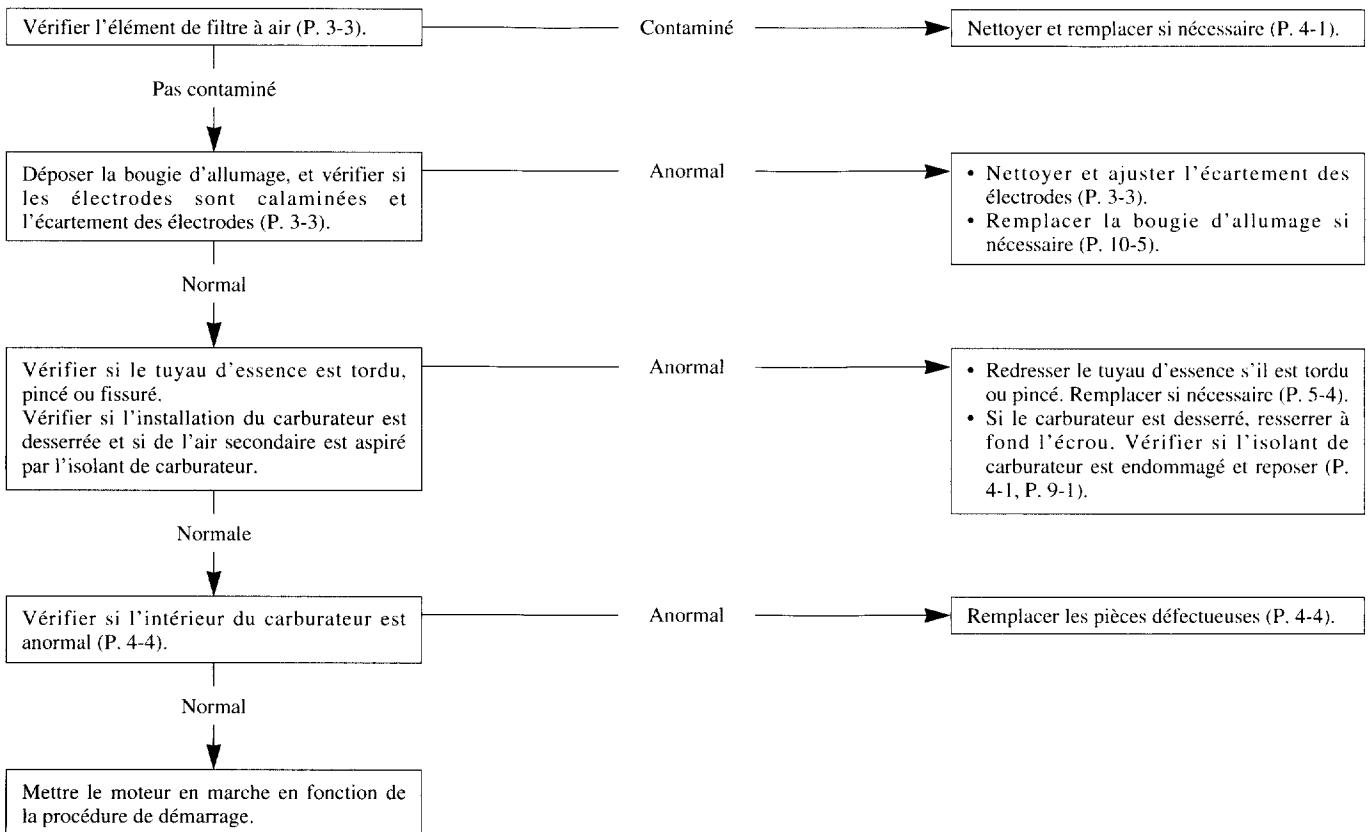 Vérifier l'élément de filtre à air (P. 3-3).
Contaminé
Nettoyer et remplacer si nécessaire (P. 4-1).
Pas contaminé
Déposer la bougie d'allumage, et vérifier si
les électrodes sont calaminées et
l'écartement des électrodes (P. 3-3).
Anormal
• Nettoyer et ajuster l'écartement des
électrodes (P. 3-3).
• Remplacer la bougie d'allumage si
nécessaire (P. 10-5).
Normal
Vérifier si le tuyau d'essence est tordu,
pincé ou fissuré.
Vérifier si l'installation du carburateur est
desserrée et si de l'air secondaire est aspiré
par l'isolant de carburateur.
Anormal
• Redresser le tuyau d'essence s'il est tordu
ou pincé. Remplacer si nécessaire (P. 5-4).
• Si le carburateur est desserré, resserrer à
fond l'écrou. Vérifier si l'isolant de
carburateur est endommagé et reposer (P.
4-1, P. 9-1).
Normale
Vérifier si l'intérieur du carburateur est
anormal (P. 4-4).
Anormal
Remplacer les pièces défectueuses (P. 4-4).
Normal
Mettre le moteur en marche en fonction de
la procédure de démarrage.